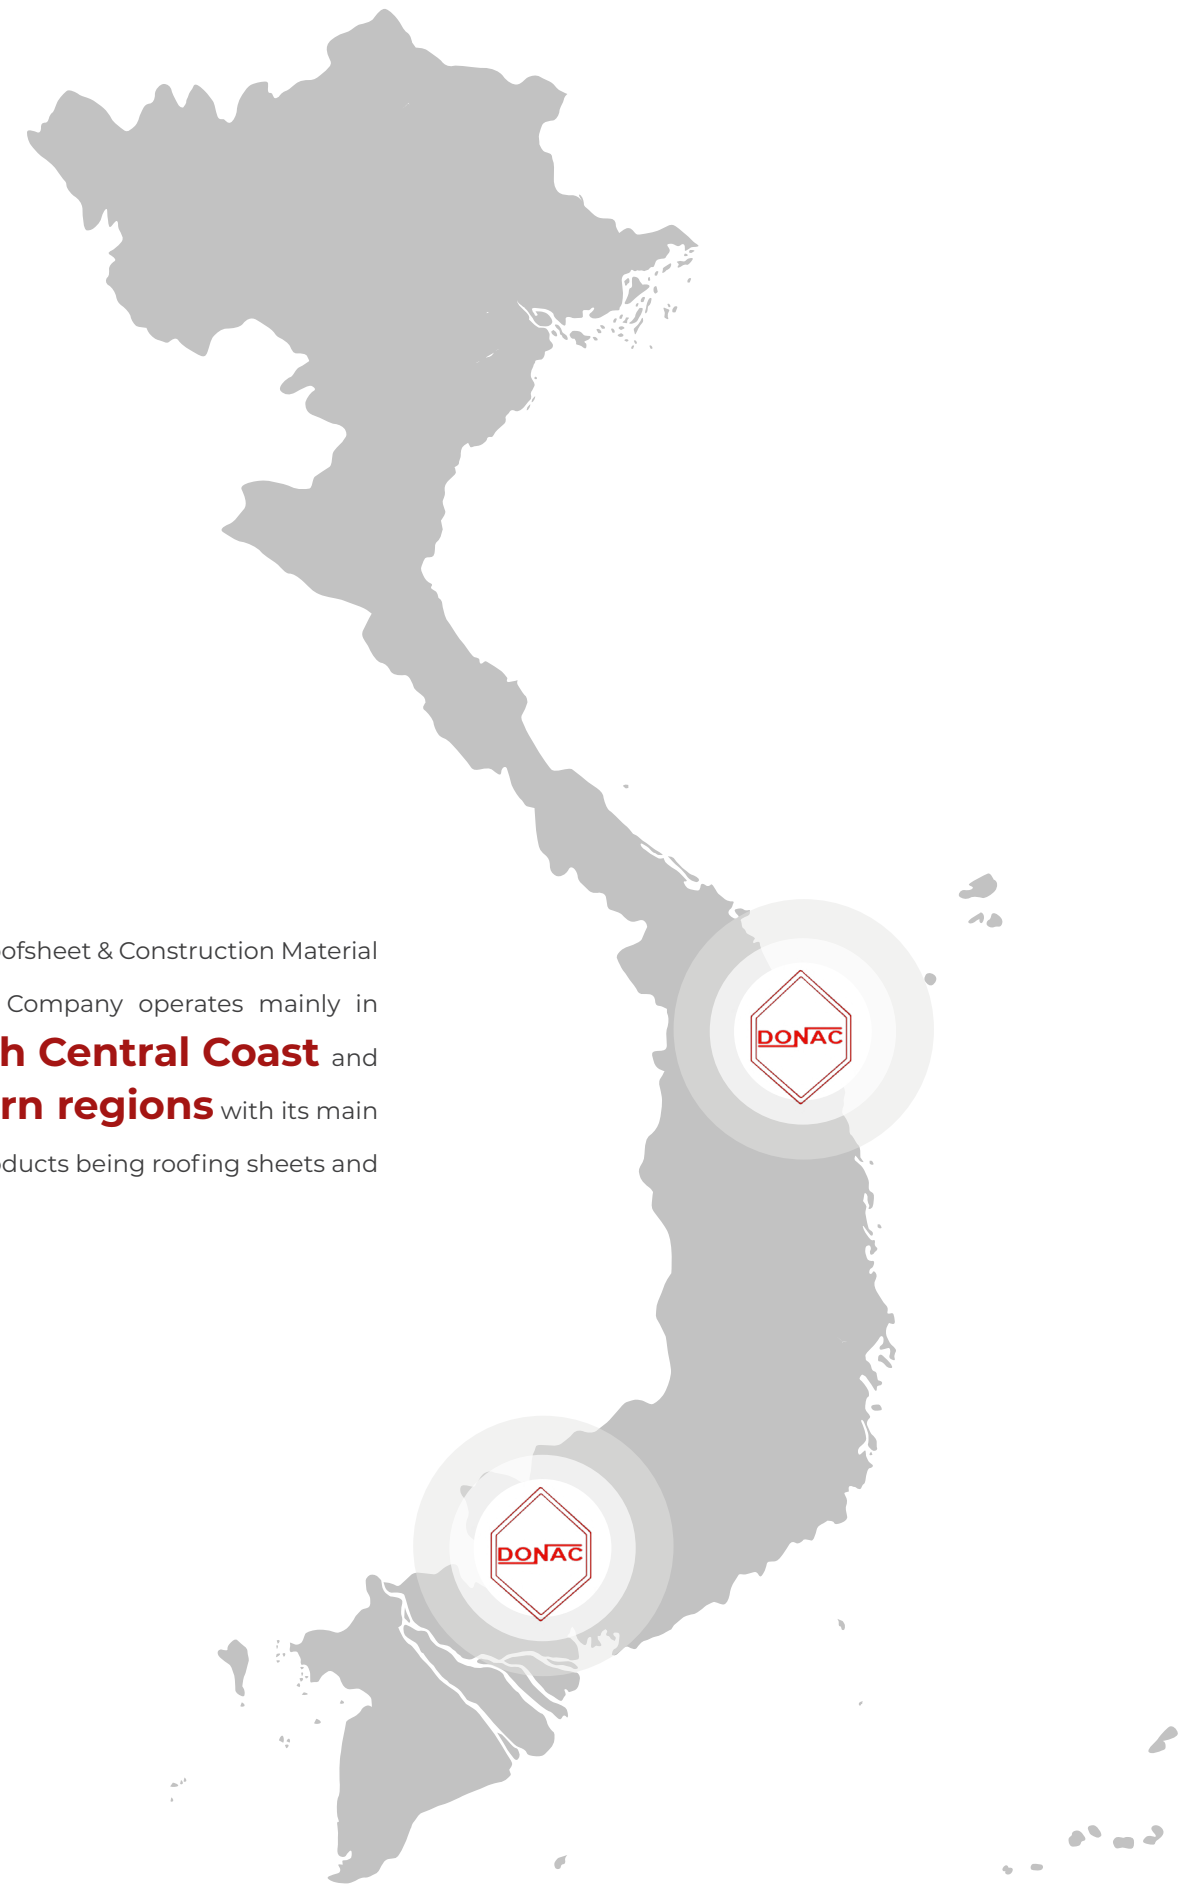 ofsheet & Construction Material
Company operates mainly in
h Central Coast and
rn regions with its main
ducts being roofing sheets and
DONAC
DONAC